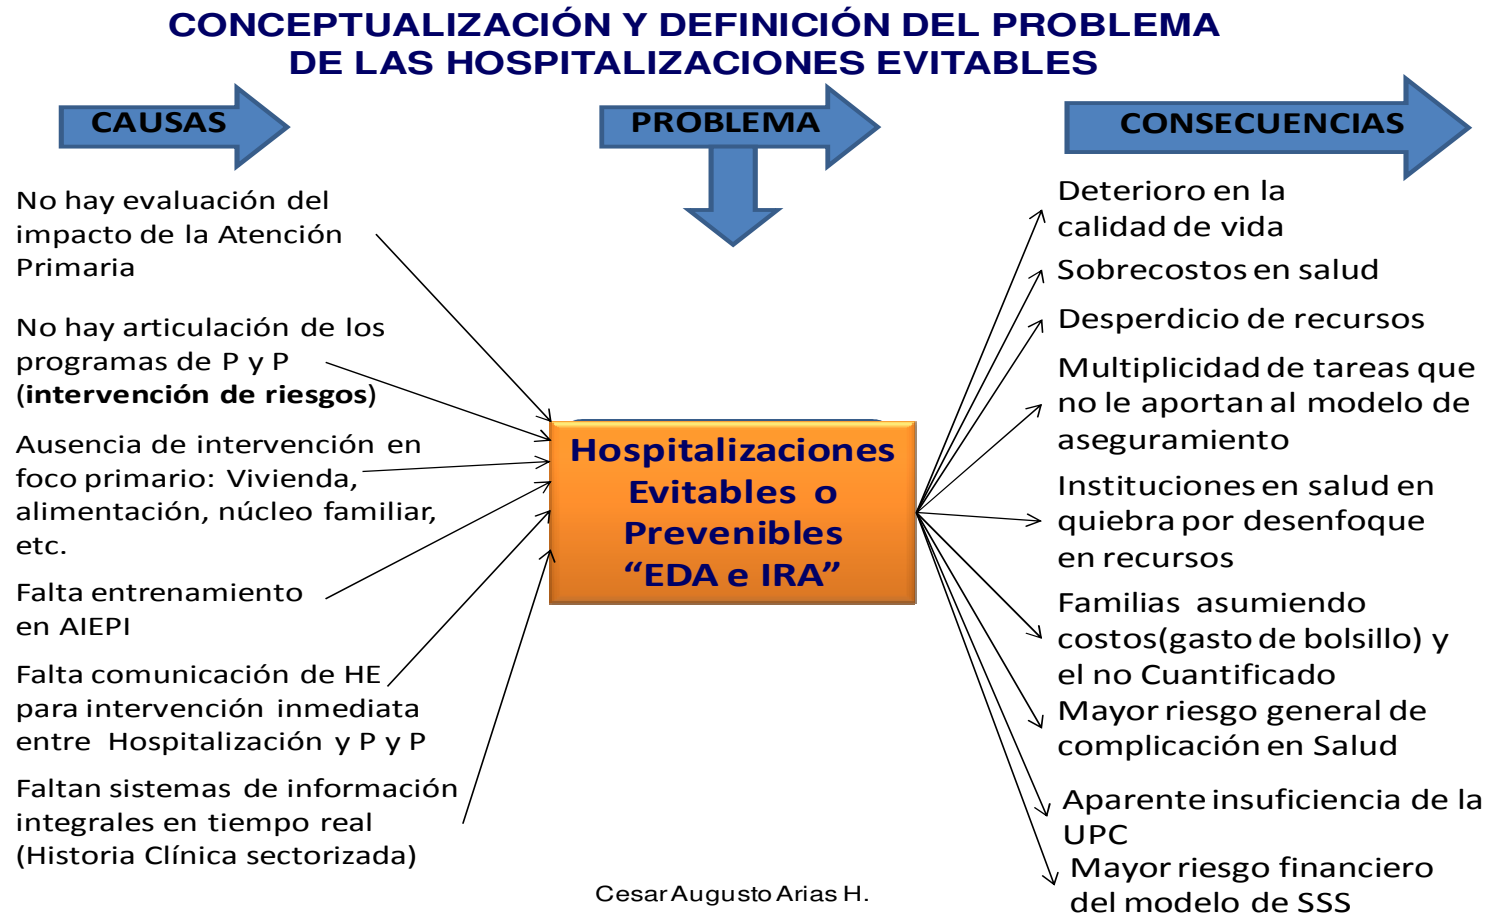 CONCEPTUALIZACIÓN Y DEFINICIÓN DEL PROBLEMA
DE LAS HOSPITALIZACIONES EVITABLES
CAUSAS
PROBLEMA
CONSECUENCIAS
No hay evaluación del
impacto de la Atención
Primaria
No hay articulación de los
programas de P y P
(intervención de riesgos)
Ausencia de intervención en
foco primario: Vivienda,
alimentación, núcleo familiar,
etc.
Falta entrenamiento
en AIEPI
Falta comunicación de HE
para intervención inmediata
entre Hospitalización y P y P
Faltan sistemas de información
integrales en tiempo real
(Historia Clínica sectorizada)
Hospitalizaciones
Evitables o
Prevenibles
“EDA e IRA”
Deterioro en la
calidad de vida
Sobrecostos en salud
Desperdicio de recursos
Multiplicidad de tareas que
no le aportan al modelo de
aseguramiento
Instituciones en salud en
quiebra por desenfoque
en recursos
Familias asumiendo
costos(gasto de bolsillo) y
el no Cuantificado
Mayor riesgo general de
complicación en Salud
Aparente insuficiencia de la
UPC
Mayor riesgo financiero
del modelo de SSS
Cesar Augusto Arias H.